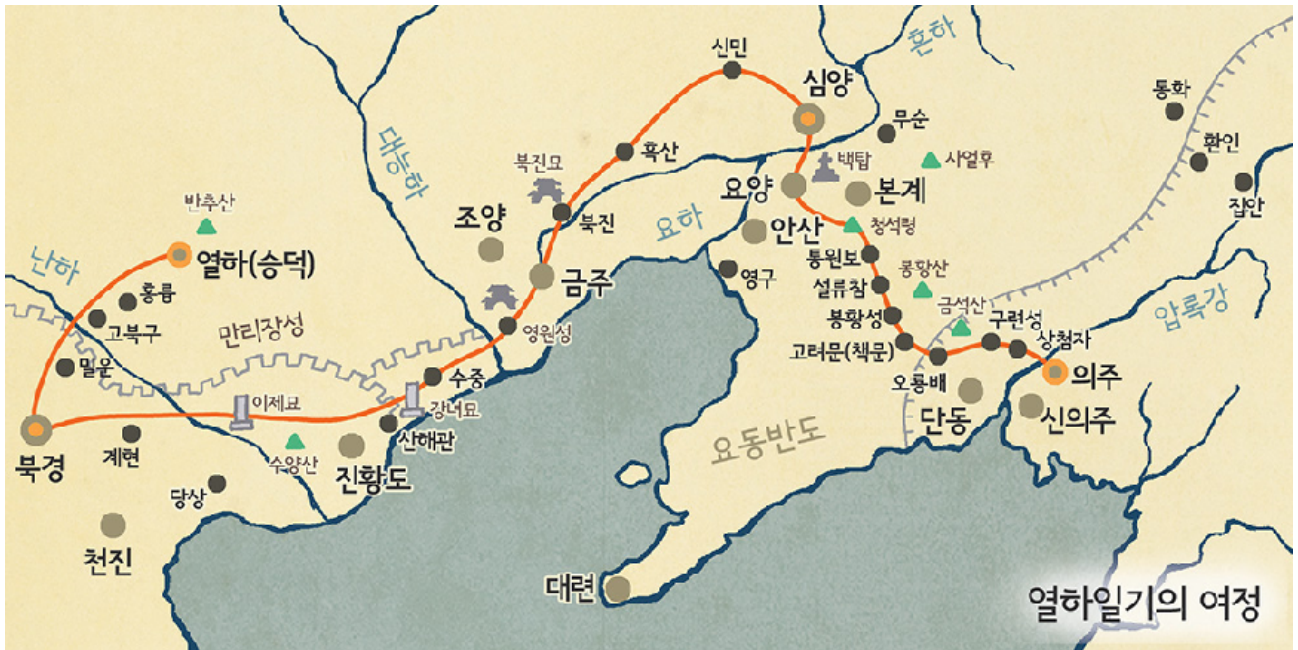 신민
혼하
심양
통화
무순
환인
대능하
흑산
북진묘
백탑
사얼후
요양
본계
집안
반추산
조양
북진
요하
안산
청석령
난하
열하(승덕)
금주
통원보
영구
봉황산
설류참
압록강
흥륭
고북구
만리장성
영원성
봉황성
금석산
구련성
상첨자
고려문(책문)
밀운
수중
오룡배
의주
이제묘
강녀묘
단동
신의주
북경
계현
수양산
산해관
요동반도
진황도
당상
천진
대련
열하일기의 여정